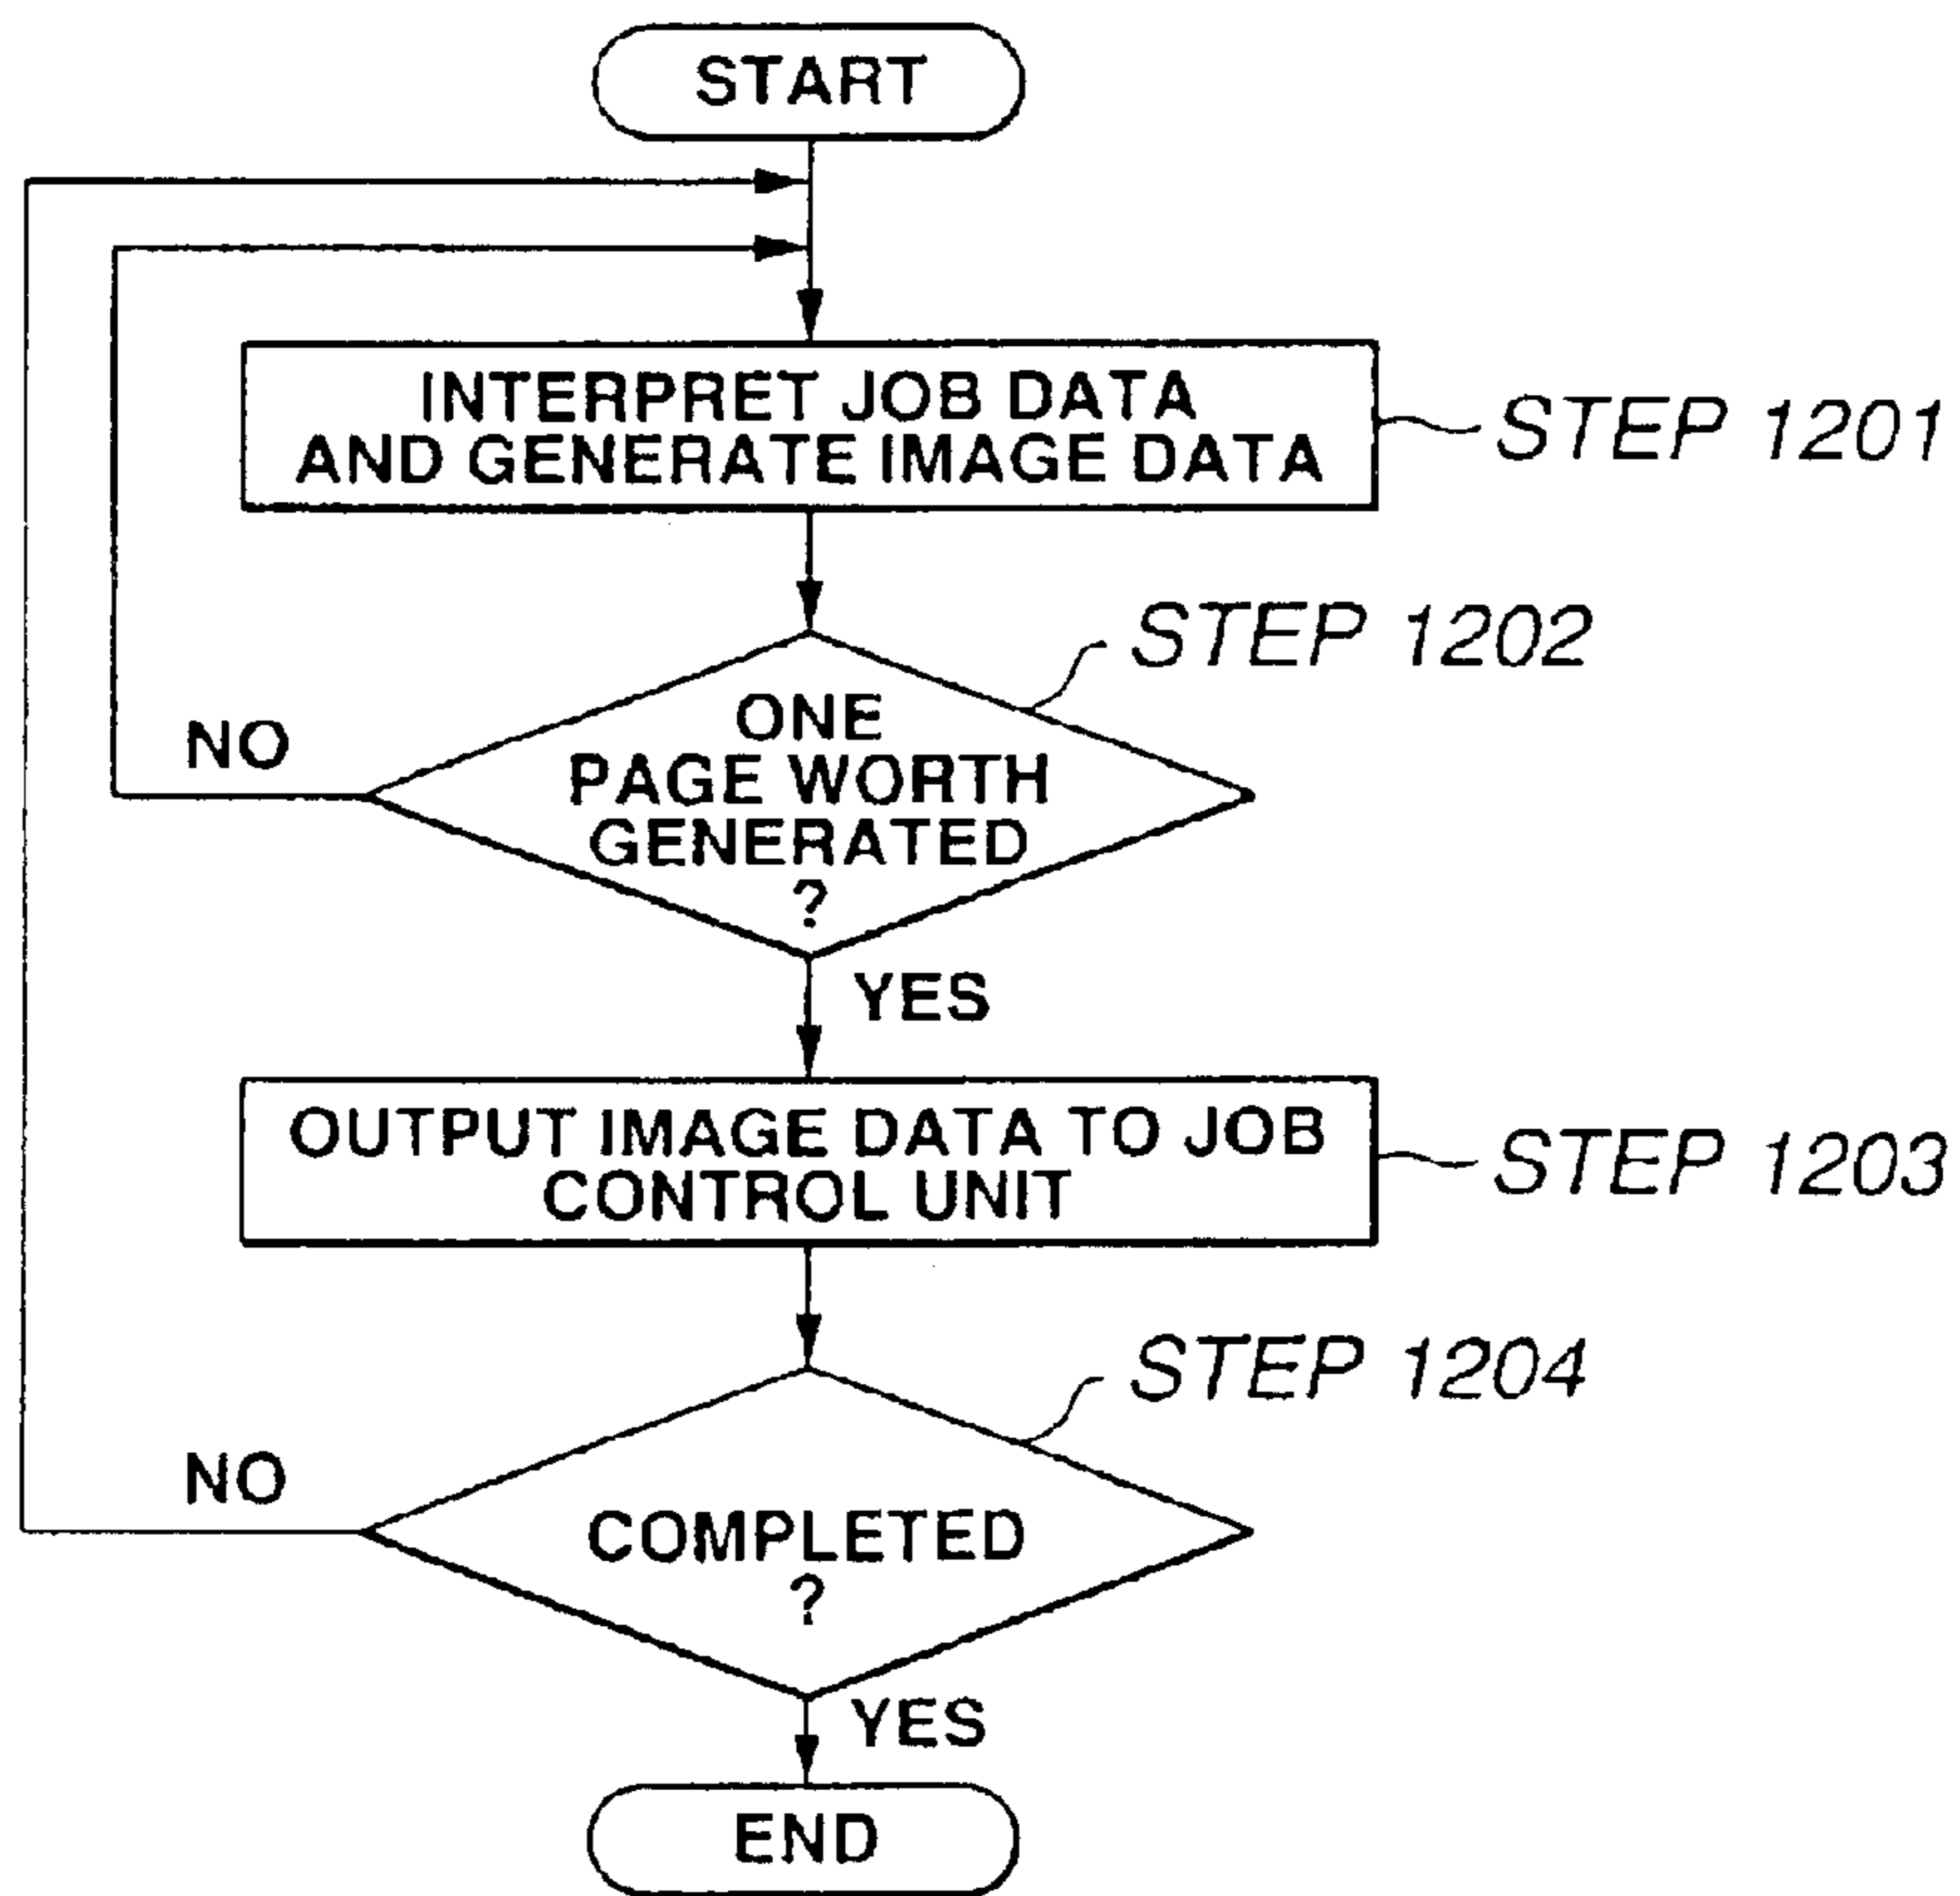 START
INTERPRET JOB DATA
AND GENERATE IMAGE DATA
STEP 1201
STEP 1202
ONE
PAGE WORTH
GENERATED
?
NO
YES
OUTPUT IMAGE DATA TO JOB
CONTROL UNIT
STEP 1203
STEP 1204
NO
COMPLETED
?
YES
END